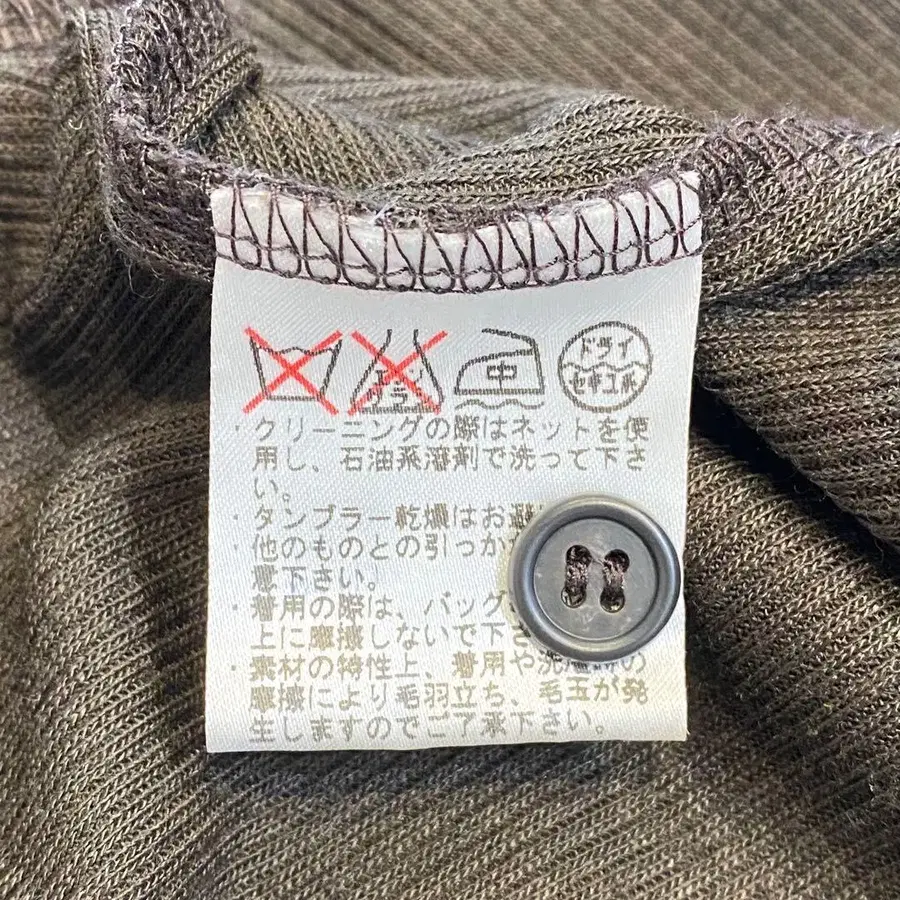 エンソ
サラシ
中
ドライ
セキユ系
・クリーニングの際はネットを使
用し、石油系溶剤で洗って下さ
い。
・タンブラー乾燥はお避
・他のものとの引っか
意下さい。
・着用の際は、バッグ
上に摩擦しないで下さ
・素材の特性上、着用や洗濯時の
摩擦により毛羽立ち、毛玉が発
生しますのでご了承下さい。